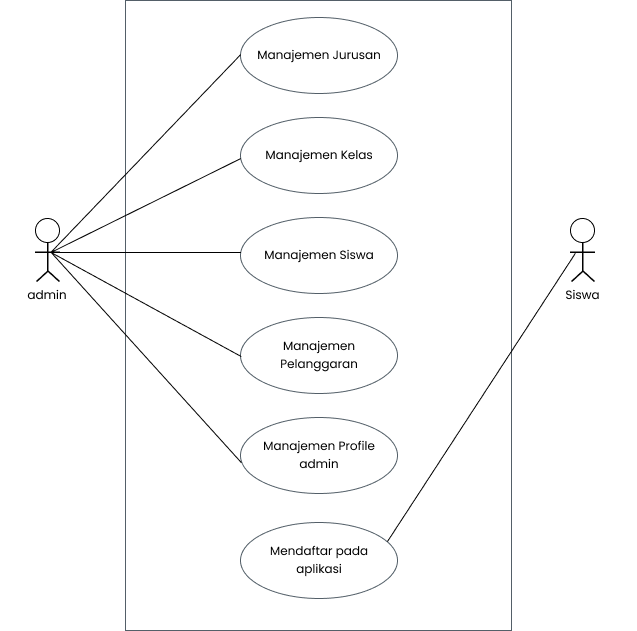 Manajemen Jurusan
Manajemen Kelas
Manajemen Siswa
admin
Siswa
Manajemen
Pelanggaran
Manajemen Profile
admin
Mendaftar pada
aplikasi